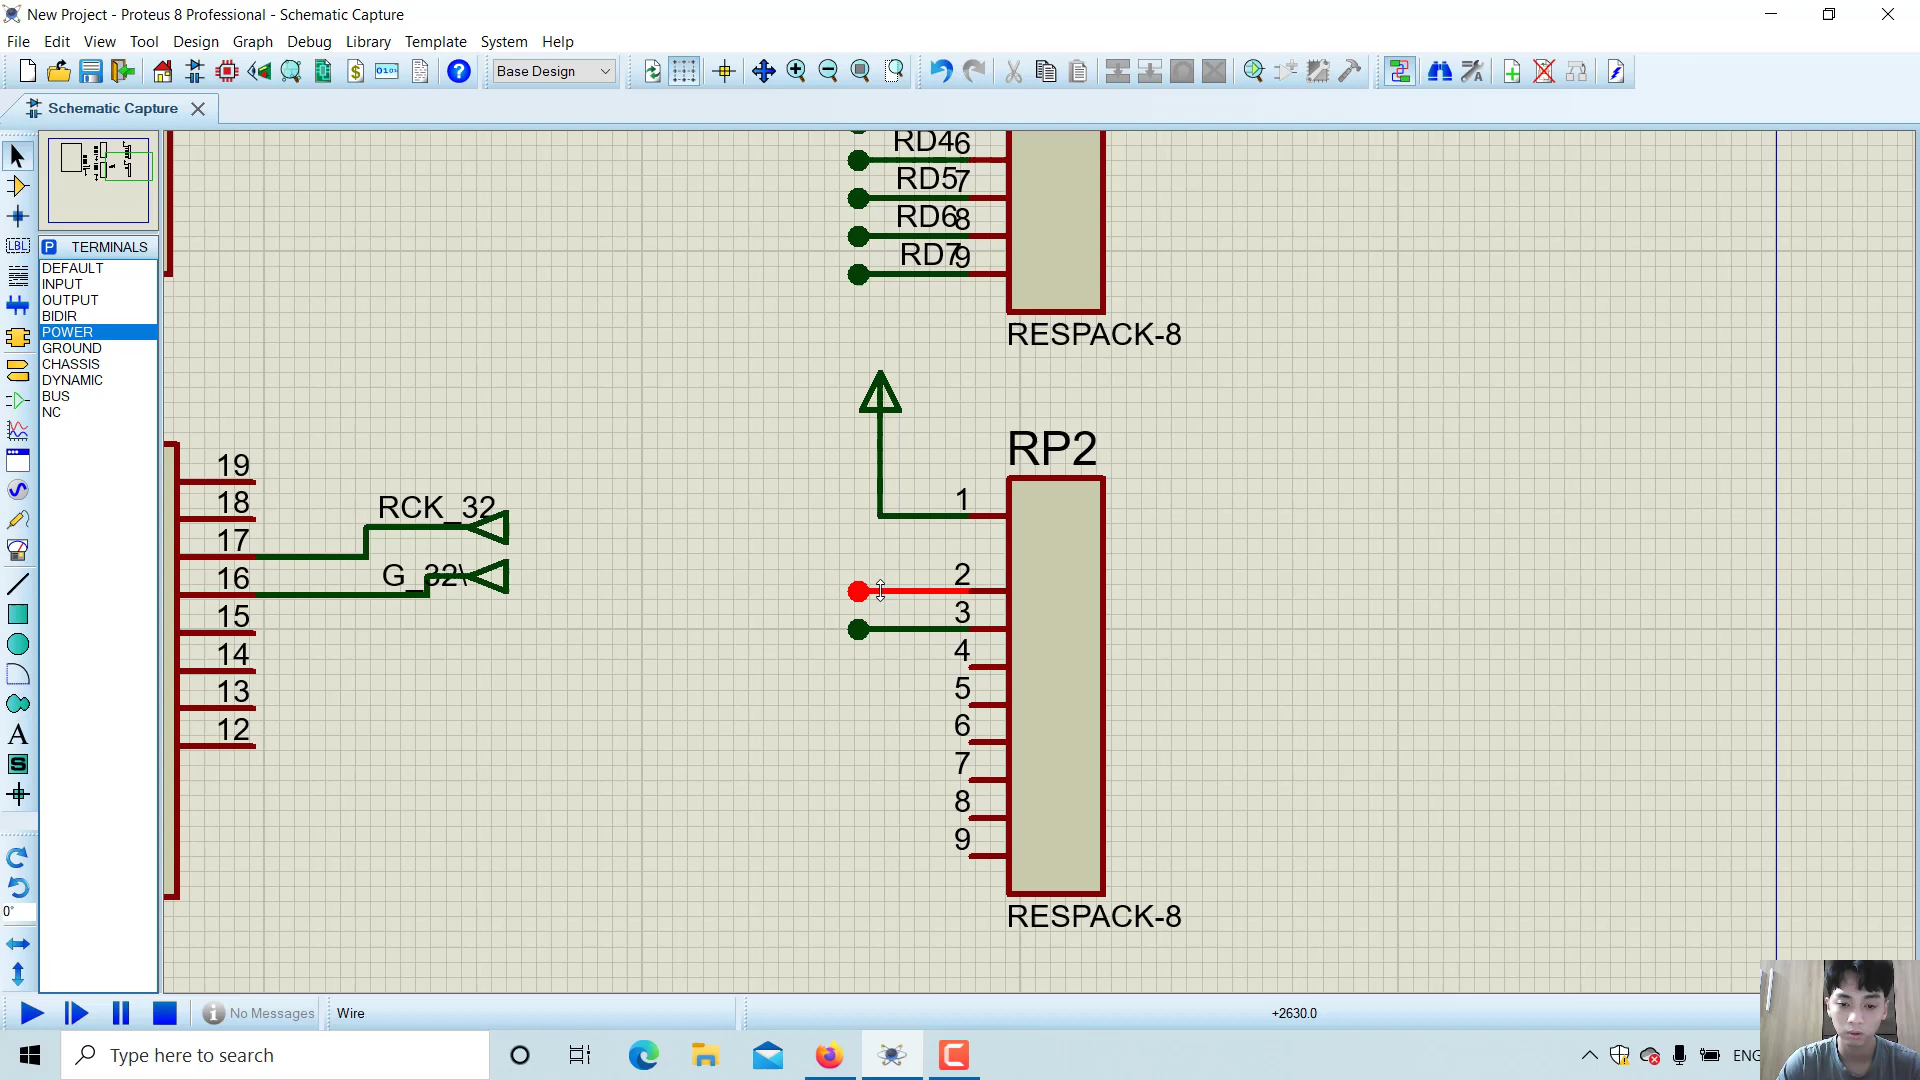 New Project - Proteus 8 Professional - Schematic Capture
File Edit View Tool Design Graph Debug Library Template System Help
Base Design
Schematic Capture
P TERMINALS
DEFAULT
INPUT
OUTPUT
BIDIR
POWER
GROUND
CHASSIS
DYNAMIC
BUS
NC
LBL
A
S
0°
RD4 6
RD5 7
RD6 8
RD7 9
RESPACK-8
RP2
1
2
3
4
5
6
7
8
9
RESPACK-8
19
18
17
16
15
14
13
12
RCK_32
G_32\
No Messages
Wire
+2630.0
Type here to search
ENG